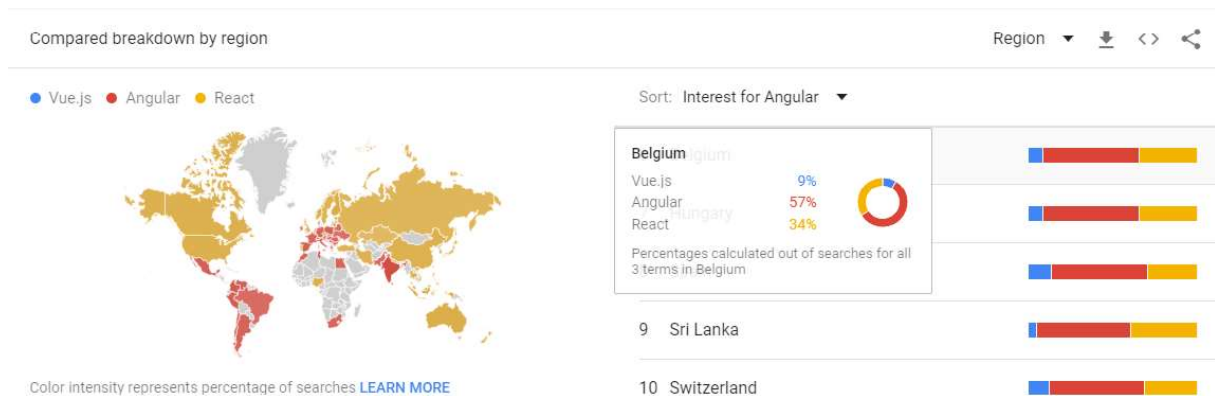 Compared breakdown by region
Region
Vue.js Angular React
Sort: Interest for Angular
Belgium
Vue.js 9%
Angular 57%
React 34%
Percentages calculated out of searches for all
3 terms in Belgium
Hungary
9 Sri Lanka
10 Switzerland
Color intensity represents percentage of searches LEARN MORE